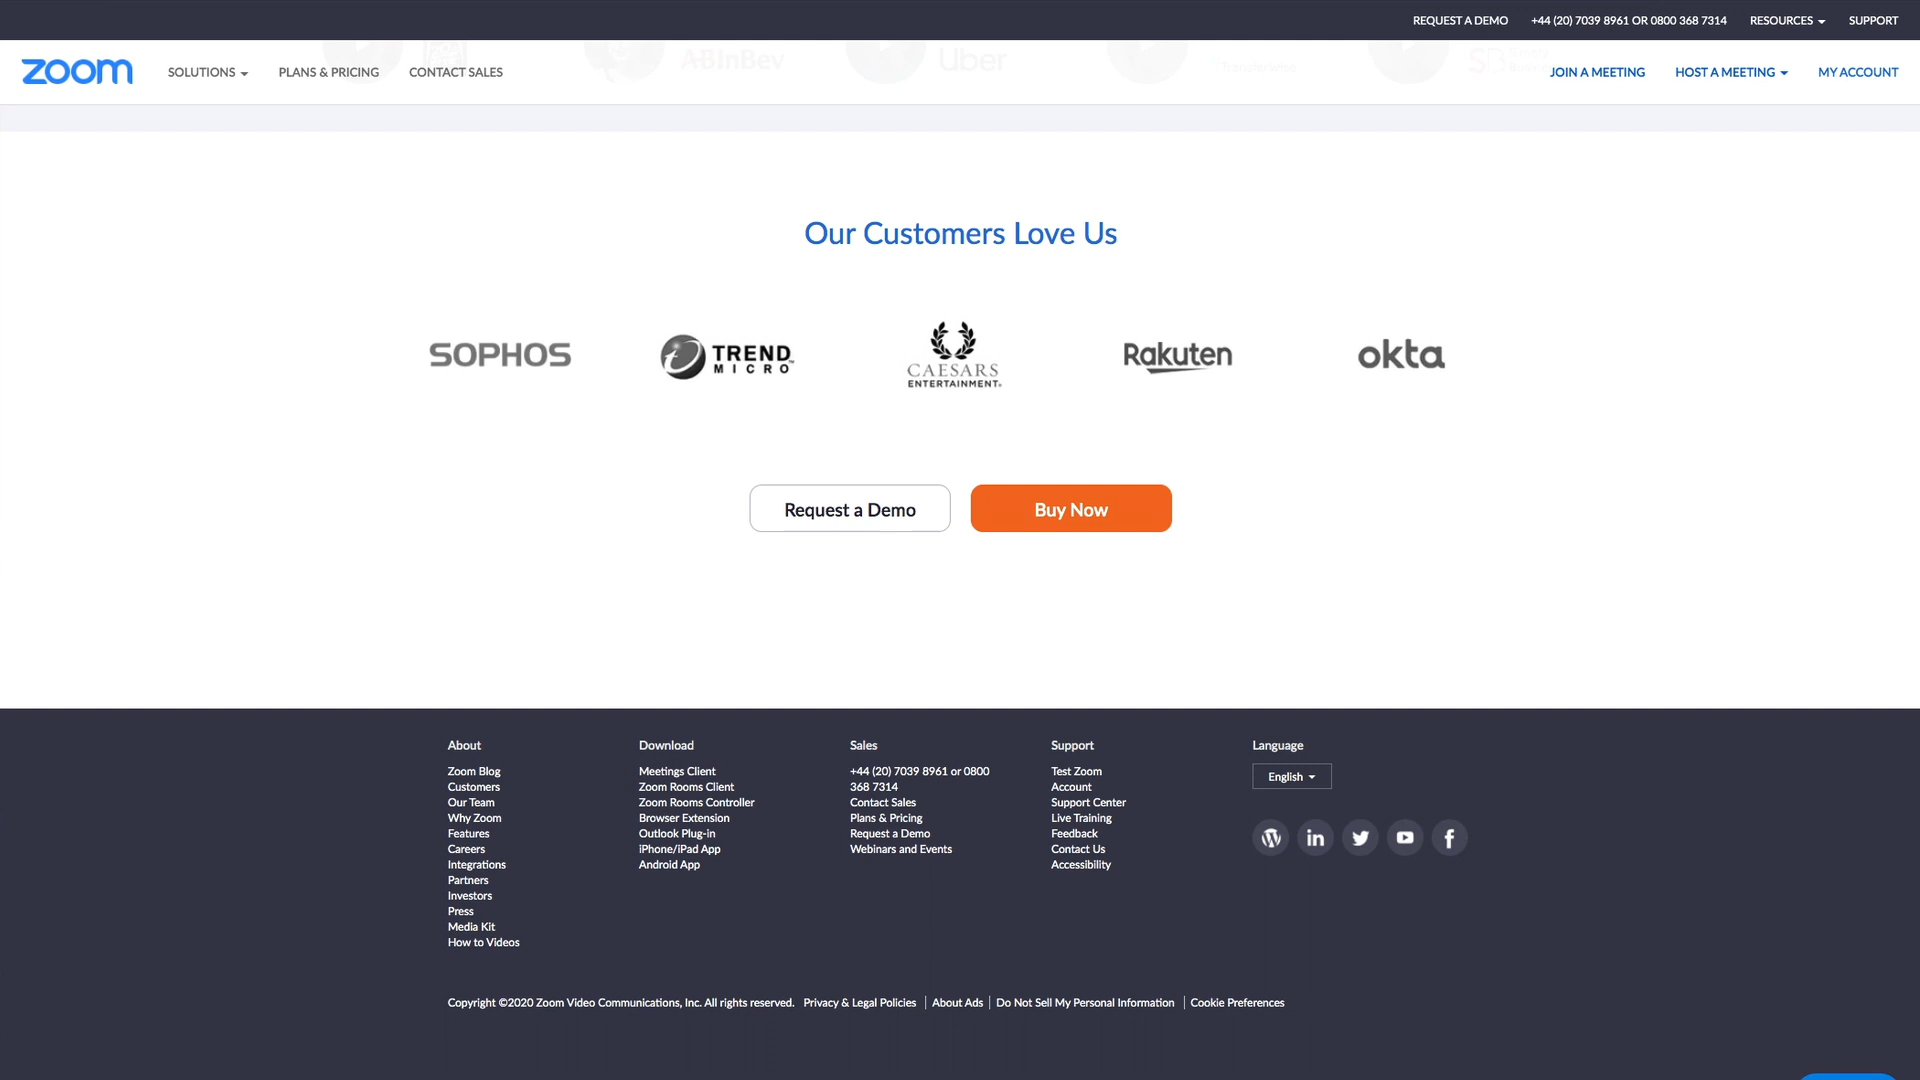 REQUEST A DEMO +44 (20) 7039 8961 OR 0800 368 7314 RESOURCES SUPPORT
zoom SOLUTIONS PLANS & PRICING CONTACT SALES JOIN A MEETING HOST A MEETING MY ACCOUNT
ABInBev Uber
Our Customers Love Us
SOPHOS TREND MICRO CAESARS ENTERTAINMENT Rakuten okta
Request a Demo Buy Now
About
Zoom Blog
Customers
Our Team
Why Zoom
Features
Careers
Integrations
Partners
Investors
Press
Media Kit
How to Videos
Download
Meetings Client
Zoom Rooms Client
Zoom Rooms Controller
Browser Extension
Outlook Plug-in
iPhone/iPad App
Android App
Sales
+44 (20) 7039 8961 or 0800
368 7314
Contact Sales
Plans & Pricing
Request a Demo
Webinars and Events
Support
Test Zoom
Account
Support Center
Live Training
Feedback
Contact Us
Accessibility
Language
English
Copyright ©2020 Zoom Video Communications, Inc. All rights reserved. Privacy & Legal Policies | About Ads | Do Not Sell My Personal Information | Cookie Preferences